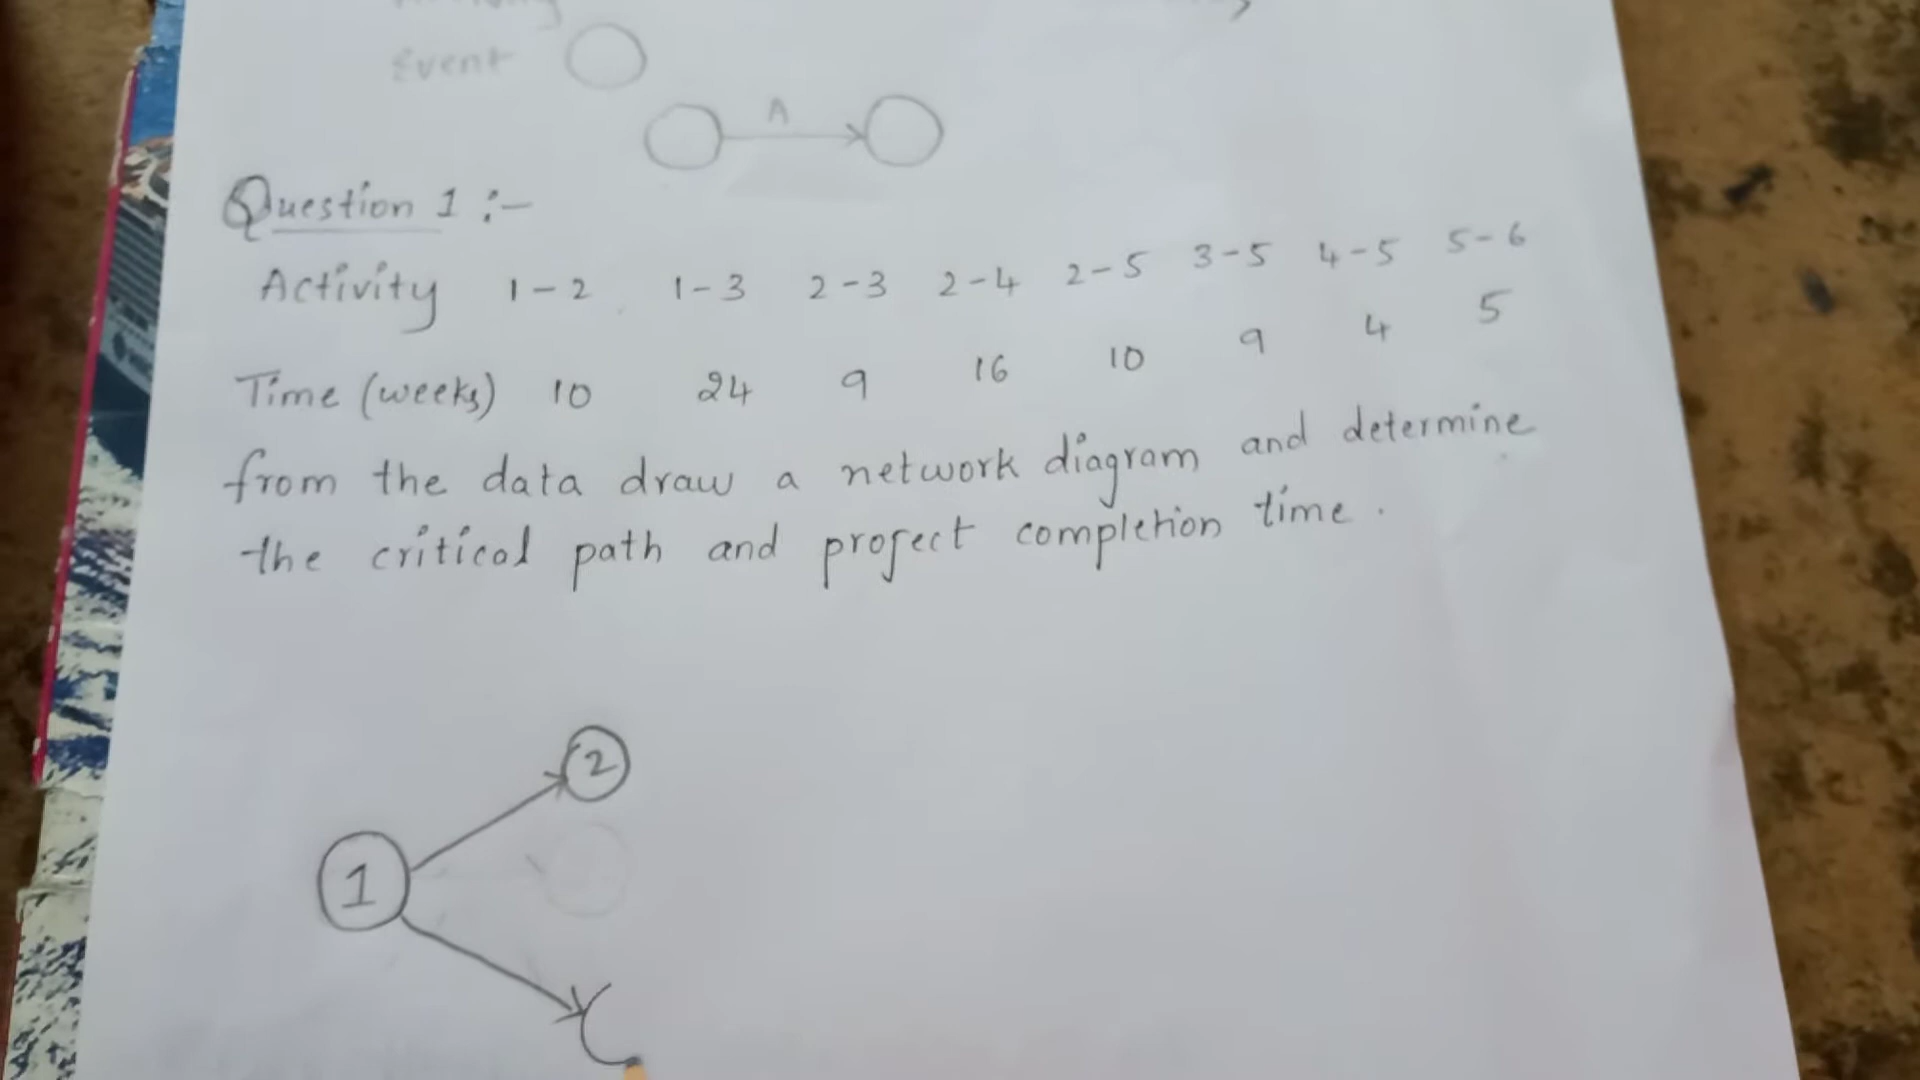 Event
A
Question 1 :-
Activity 1-2 1-3 2-3 2-4 2-5 3-5 4-5 5-6
Time (weeks) 10 24 9 16 10 9 4 5
from the data draw a network diagram and determine
the critical path and project completion time.
2
1